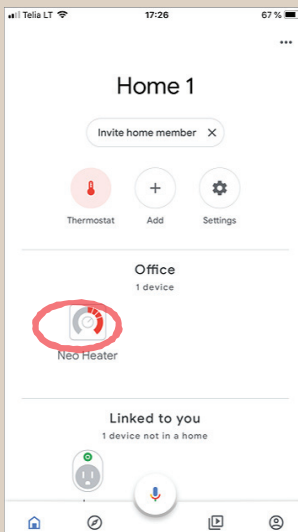 Telia LT 17:26 67 %
Home 1
Invite home member X
Thermostat Add Settings
Office
1 device
Neo Heater
Linked to you
1 device not in a home